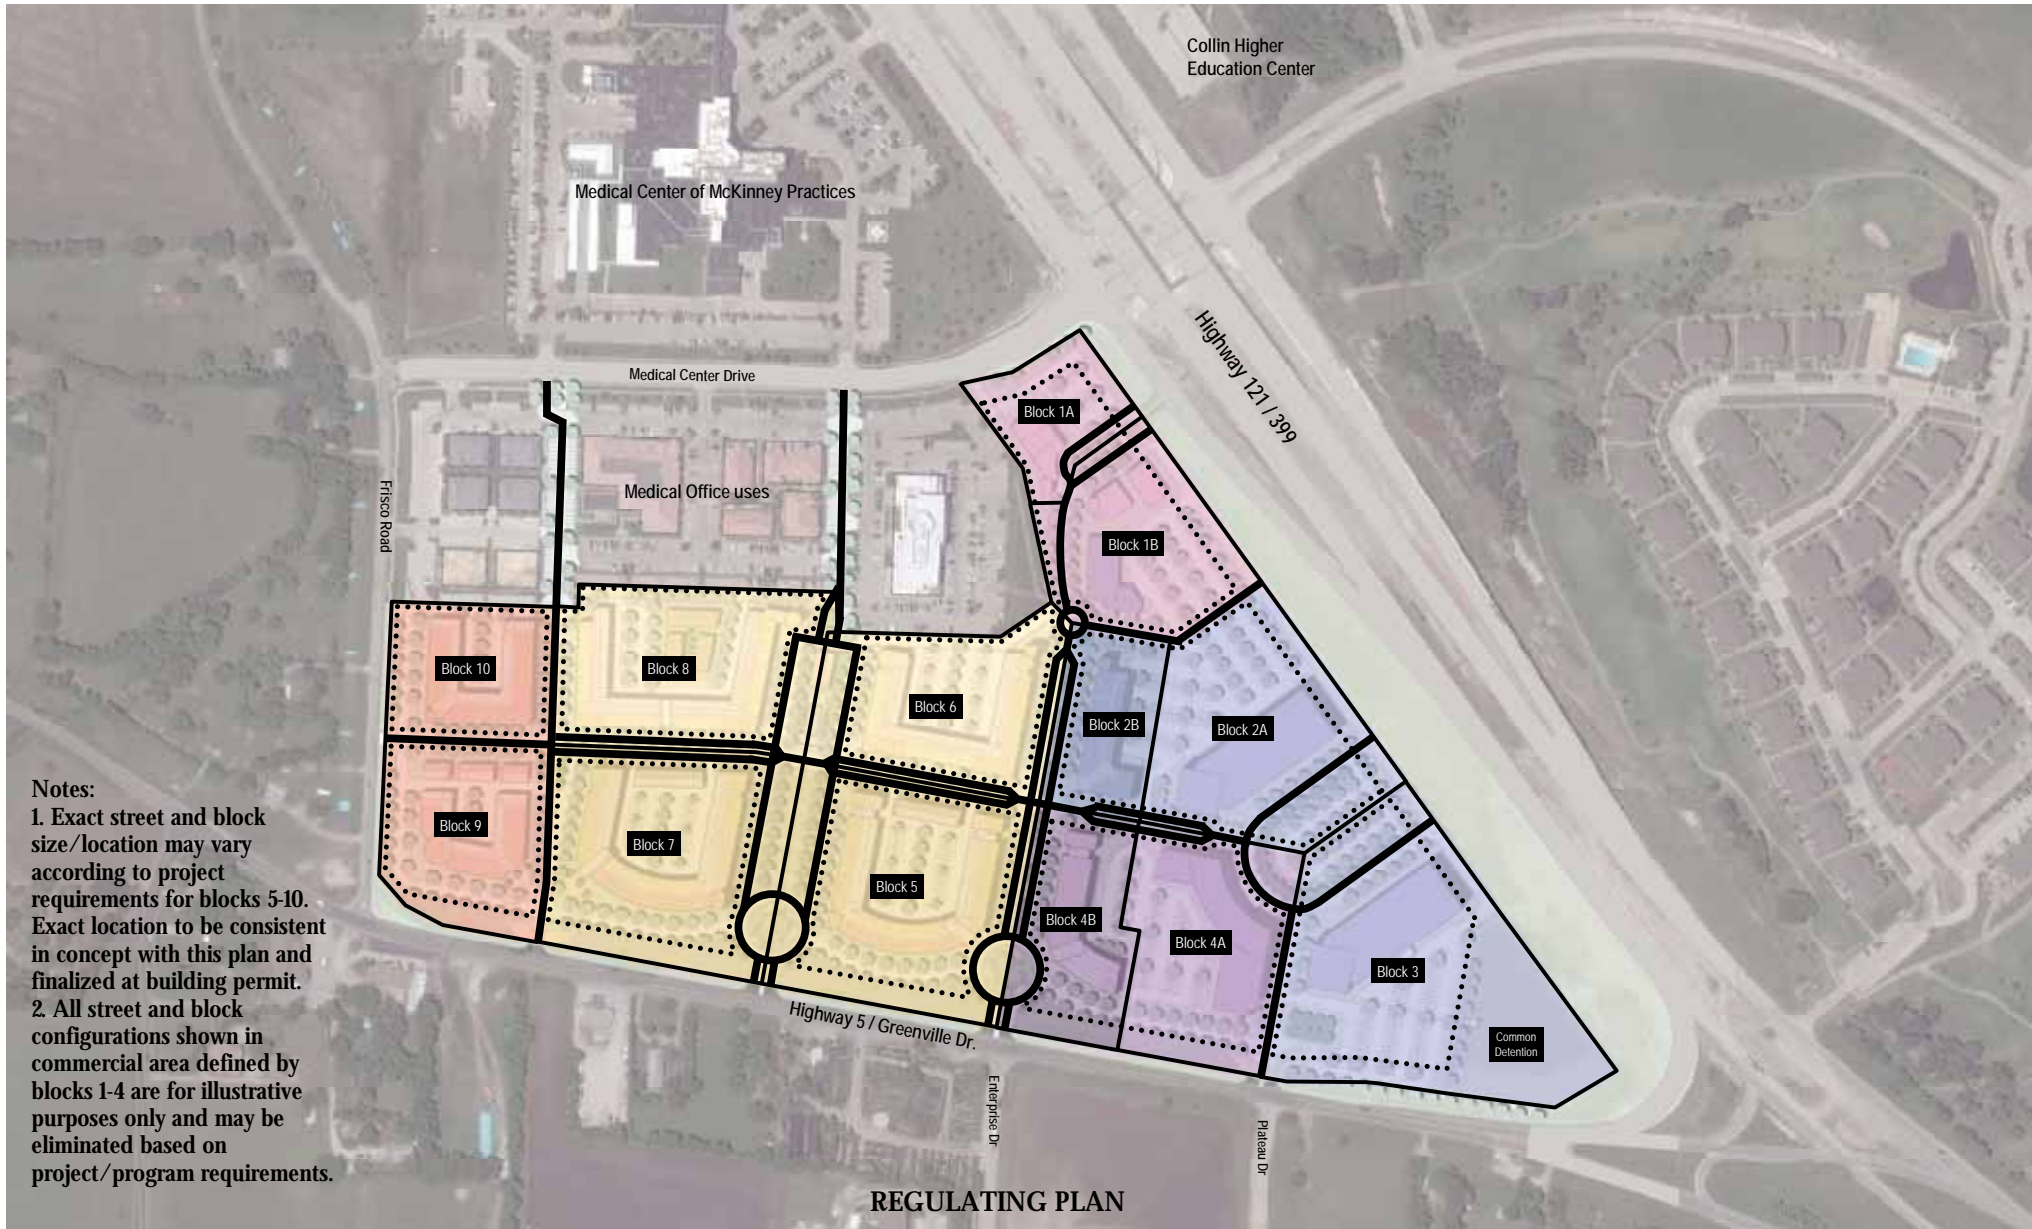 Collin Higher
Education Center
Medical Center of McKinney Practices
Highway 121 / 399
Medical Center Drive
Block 1A
Frisco Road
Medical Office uses
Block 1B
Block 10
Block 8
Block 6
Block 2B
Block 2A
Notes:
1. Exact street and block
size/location may vary
according to project
requirements for blocks 5-10.
Exact location to be consistent
in concept with this plan and
finalized at building permit.
2. All street and block
configurations shown in
commercial area defined by
blocks 1-4 are for illustrative
purposes only and may be
eliminated based on
project/program requirements.
Block 9
Block 7
Block 5
Block 4B
Block 4A
Block 3
Common
Detention
Highway 5 / Greenville Dr.
Enterprise Dr
Plateau Dr
REGULATING PLAN